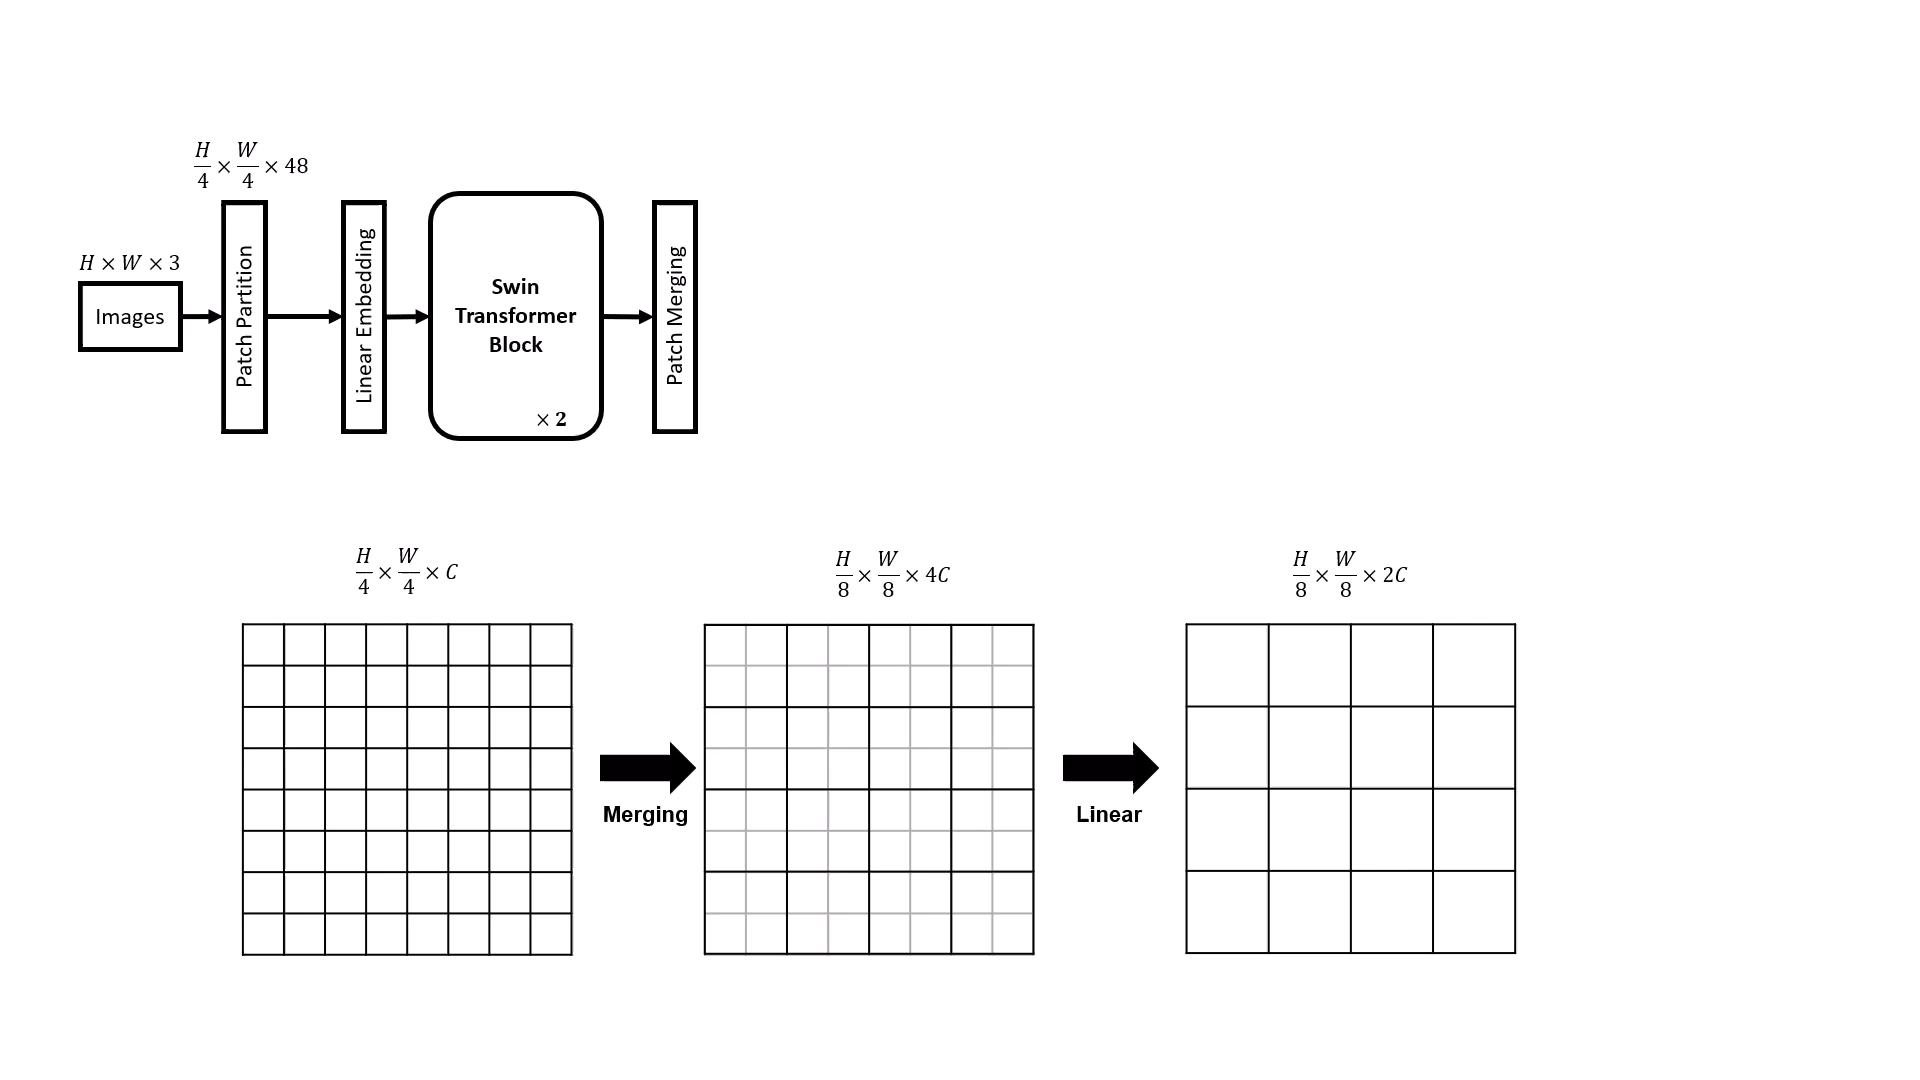 H/4 × W/4 × 48
H × W × 3
Images
Patch Partition
Linear Embedding
Swin
Transformer
Block
× 2
Patch Merging
H/4 × W/4 × C
H/8 × W/8 × 4C
H/8 × W/8 × 2C
Merging
Linear